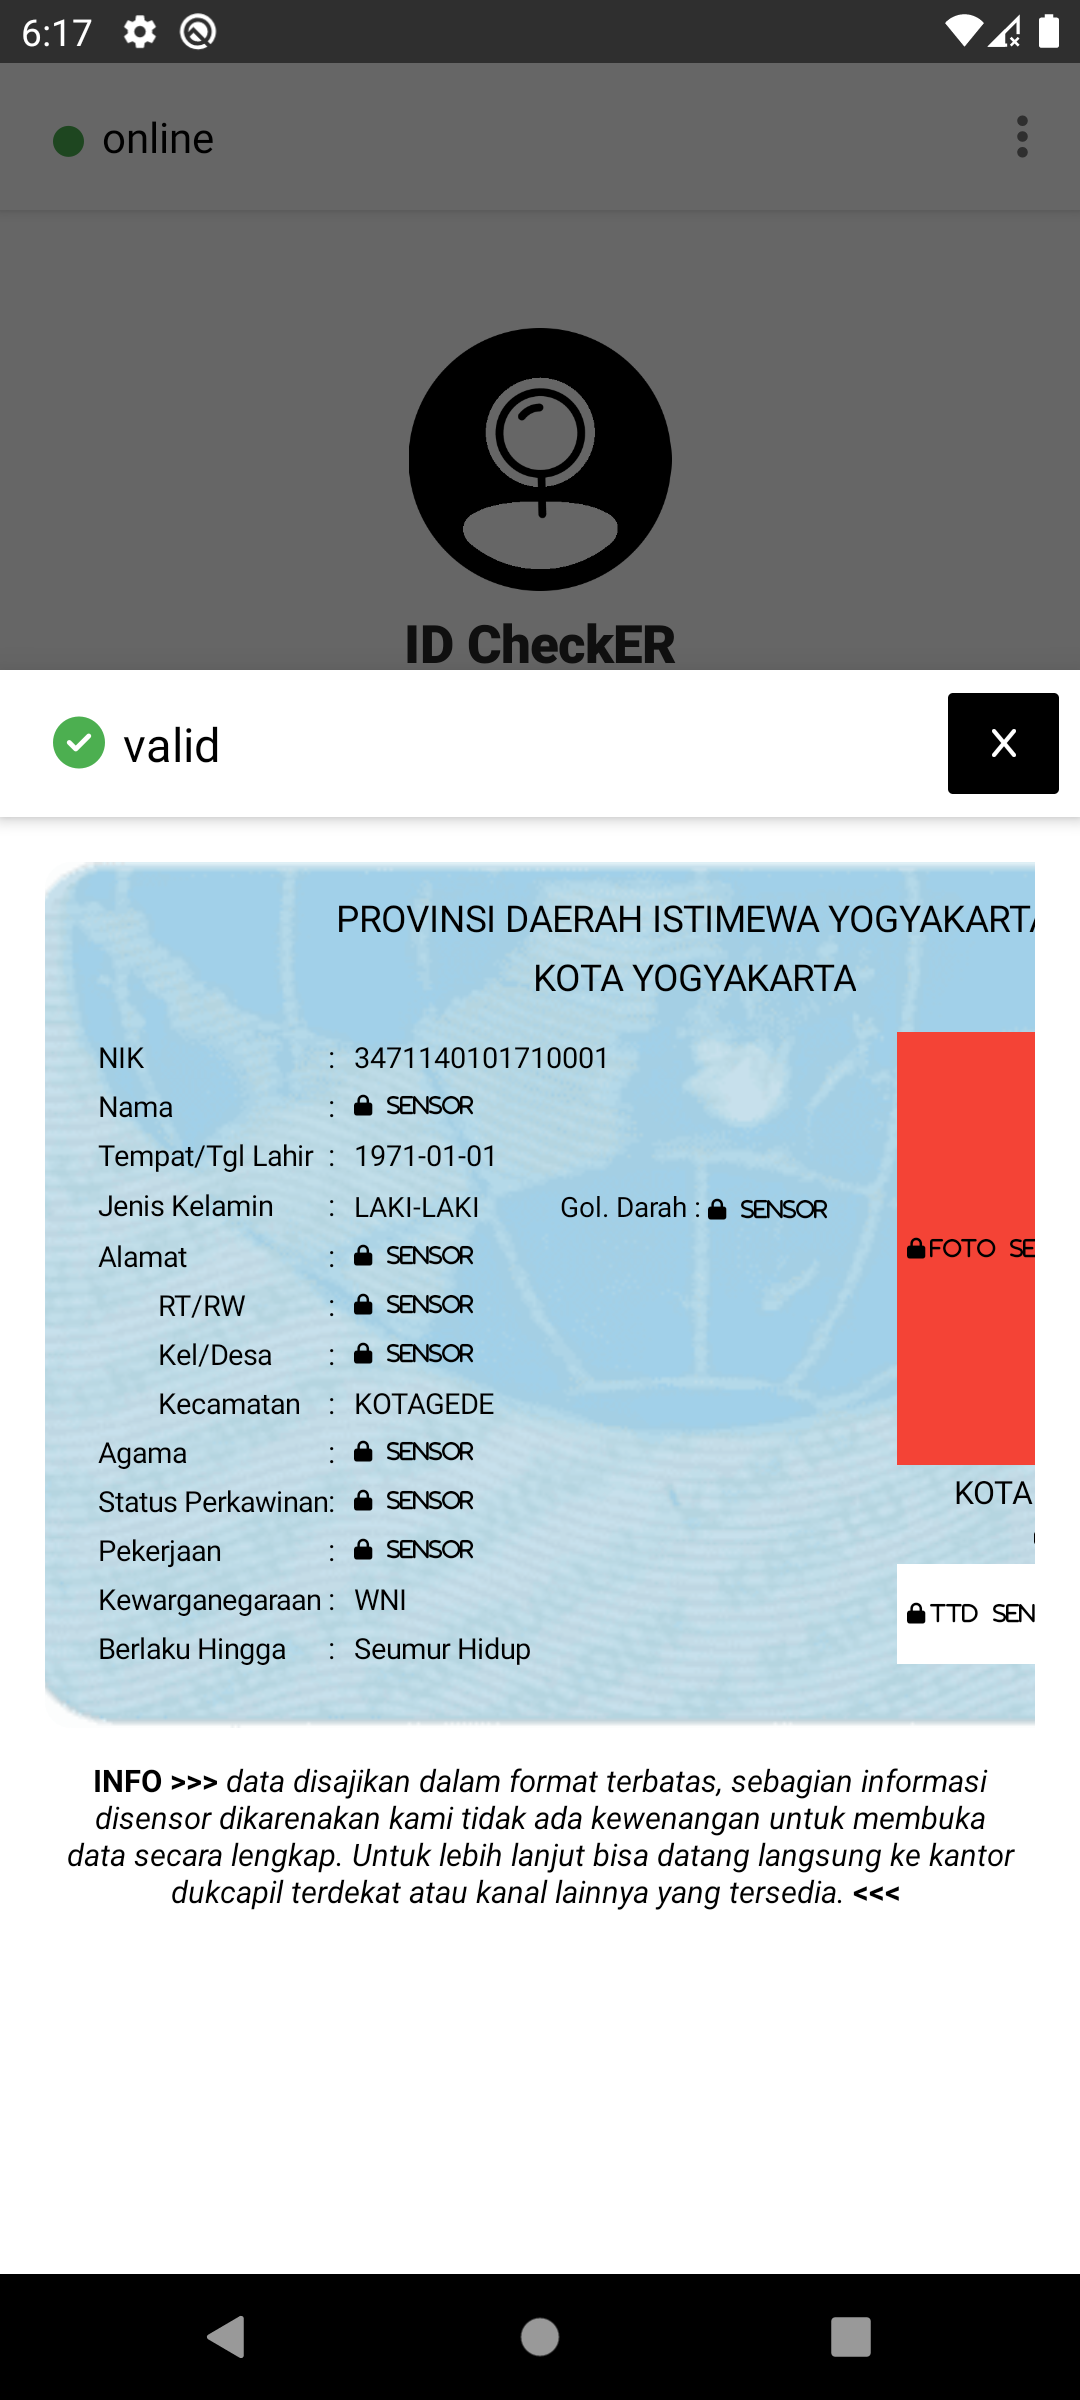 6:17
online
ID CheckER
valid
X
PROVINSI DAERAH ISTIMEWA YOGYAKARTA
KOTA YOGYAKARTA
NIK : 3471140101710001
Nama : SENSOR
Tempat/Tgl Lahir : 1971-01-01
Jenis Kelamin : LAKI-LAKI Gol. Darah : SENSOR
Alamat : SENSOR
RT/RW : SENSOR
Kel/Desa : SENSOR
Kecamatan : KOTAGEDE
Agama : SENSOR
Status Perkawinan: SENSOR
Pekerjaan : SENSOR
Kewarganegaraan : WNI
Berlaku Hingga : Seumur Hidup
FOTO SE
KOTA
TTD SEN
INFO >>> data disajikan dalam format terbatas, sebagian informasi
disensor dikarenakan kami tidak ada kewenangan untuk membuka
data secara lengkap. Untuk lebih lanjut bisa datang langsung ke kantor
dukcapil terdekat atau kanal lainnya yang tersedia. <<<